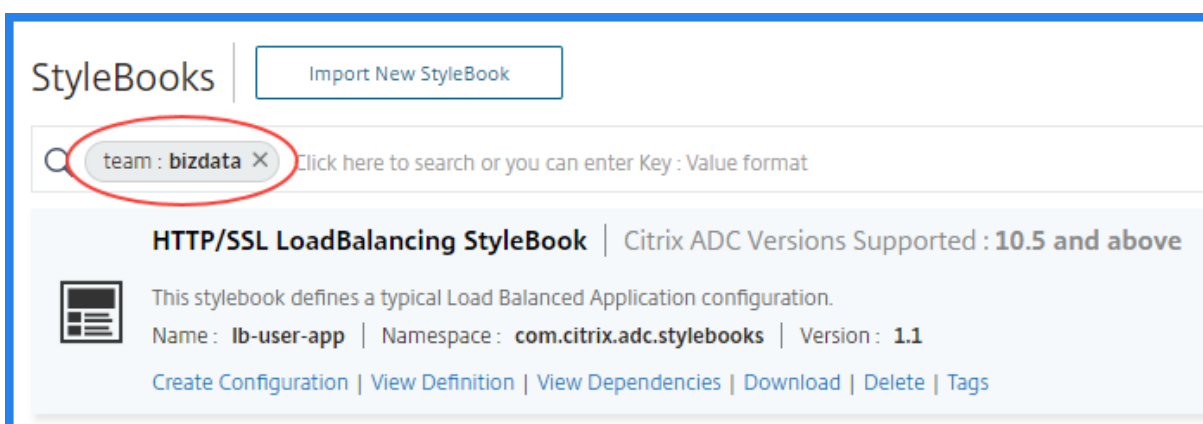 StyleBooks | Import New StyleBook
team : bizdata × Click here to search or you can enter Key : Value format
HTTP/SSL LoadBalancing StyleBook | Citrix ADC Versions Supported : 10.5 and above
This stylebook defines a typical Load Balanced Application configuration.
Name : lb-user-app | Namespace : com.citrix.adc.stylebooks | Version : 1.1
Create Configuration | View Definition | View Dependencies | Download | Delete | Tags